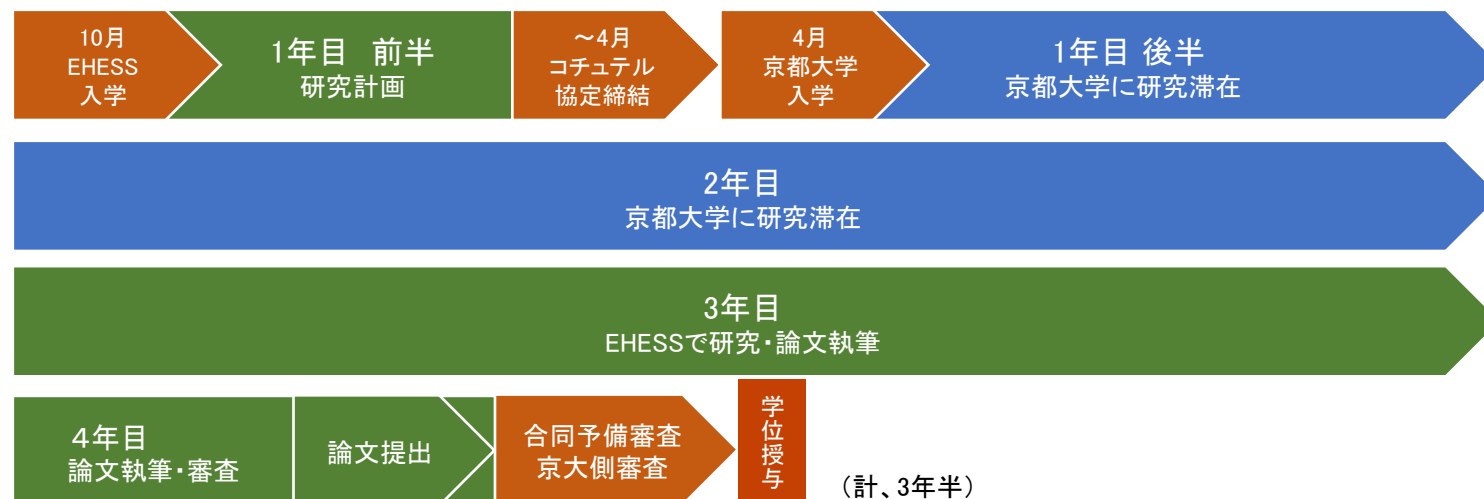 10月
EHESS
入学
1年目　前半
研究計画
～4月
コチュテル
協定締結
4月
京都大学
入学
1年目 後半
京都大学に研究滞在
2年目
京都大学に研究滞在
3年目
EHESSで研究・論文執筆
４年目
論文執筆・審査
論文提出
合同予備審査
京大側審査
学位授与
（計、3年半）